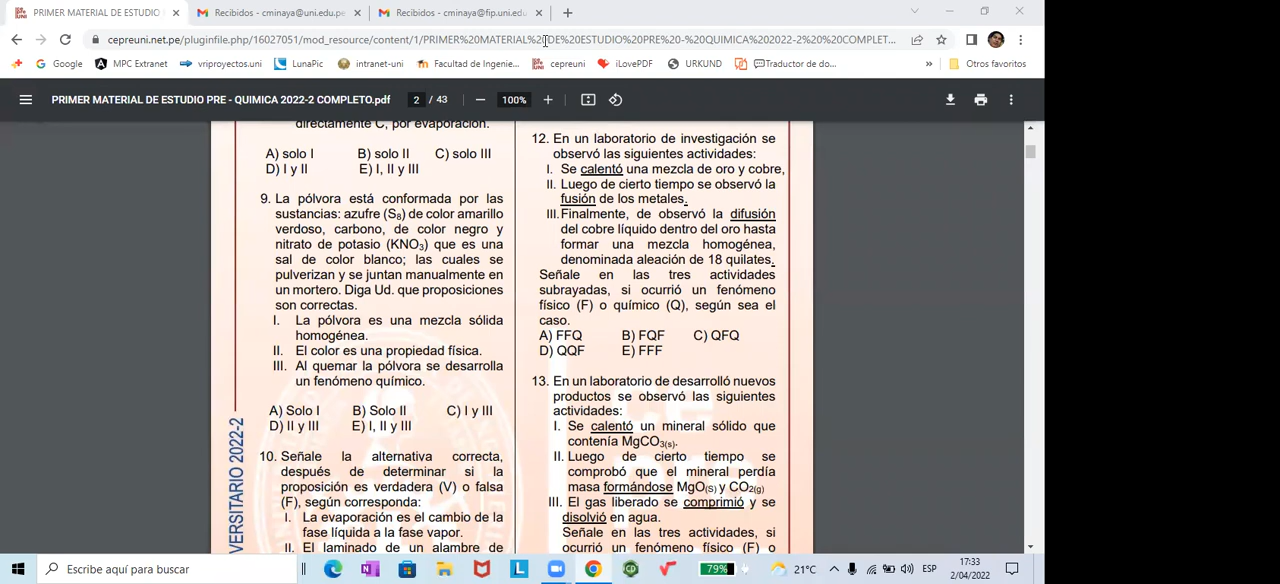 PRIMER MATERIAL DE ESTUDIO PRE
Recibidos - cminaya@uni.edu.pe
Recibidos - cminaya@fip.uni.edu
cepreuni.net.pe/pluginfile.php/16027051/mod_resource/content/1/PRIMER%20MATERIAL%20DE%20ESTUDIO%20PRE%20-%20QUIMICA%202022-2%20%20COMPLET...
Google
MPC Extranet
vriproyectos.uni
LunaPic
intranet-uni
Facultad de Ingenie...
cepreuni
iLovePDF
URKUND
Traductor de do...
»
Otros favoritos
PRIMER MATERIAL DE ESTUDIO PRE - QUIMICA 2022-2 COMPLETO.pdf
2 / 43
100%
directamente C, por evaporación.
A) solo I B) solo II C) solo III
D) I y II E) I, II y III
9. La pólvora está conformada por las
sustancias: azufre (S8) de color amarillo
verdoso, carbono, de color negro y
nitrato de potasio (KNO3) que es una
sal de color blanco; las cuales se
pulverizan y se juntan manualmente en
un mortero. Diga Ud. que proposiciones
son correctas.
I. La pólvora es una mezcla sólida
homogénea.
II. El color es una propiedad física.
III. Al quemar la pólvora se desarrolla
un fenómeno químico.
A) Solo I B) Solo II C) I y III
D) II y III E) I, II y III
10. Señale la alternativa correcta,
después de determinar si la
proposición es verdadera (V) o falsa
(F), según corresponda:
I. La evaporación es el cambio de la
fase líquida a la fase vapor.
II. El laminado de un alambre de
12. En un laboratorio de investigación se
observó las siguientes actividades:
I. Se calentó una mezcla de oro y cobre,
II. Luego de cierto tiempo se observó la
fusión de los metales.
III. Finalmente, de observó la difusión
del cobre líquido dentro del oro hasta
formar una mezcla homogénea,
denominada aleación de 18 quilates.
Señale en las tres actividades
subrayadas, si ocurrió un fenómeno
físico (F) o químico (Q), según sea el
caso.
A) FFQ B) FQF C) QFQ
D) QQF E) FFF
13. En un laboratorio de desarrolló nuevos
productos se observó las siguientes
actividades:
I. Se calentó un mineral sólido que
contenía MgCO3(s).
II. Luego de cierto tiempo se
comprobó que el mineral perdía
masa formándose MgO(S) y CO2(g)
III. El gas liberado se comprimió y se
disolvió en agua.
Señale en las tres actividades, si
ocurrió un fenómeno físico (F) o
VERSITARIO 2022-2
Escribe aquí para buscar
79%
21°C
ESP
17:33
2/04/2022